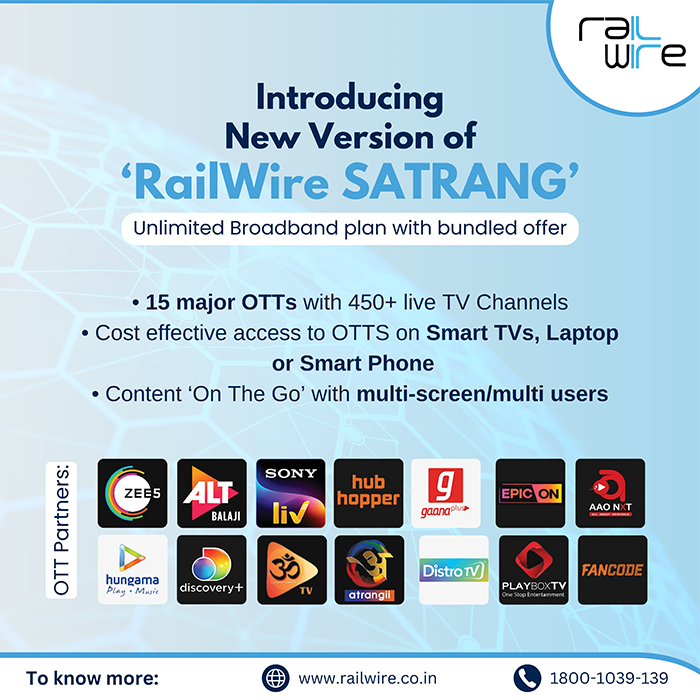 rail
wire
Introducing
New Version of
‘RailWire SATRANG’
Unlimited Broadband plan with bundled offer
• 15 major OTTs with 450+ live TV Channels
• Cost effective access to OTTS on Smart TVs, Laptop
or Smart Phone
• Content ‘On The Go’ with multi-screen/multi users
OTT Partners:
ZEE5
ALT
BALAJI
SONY
liv
hub
hopper
g
gaana plus
EPIC ON
a
AAO NXT
hungama
Play • Music
discovery+
ॐ
TV
atrangii
Distro TV
PLAYBOXTV
One Stop Entertainment
FANCODE
To know more:
www.railwire.co.in
1800-1039-139